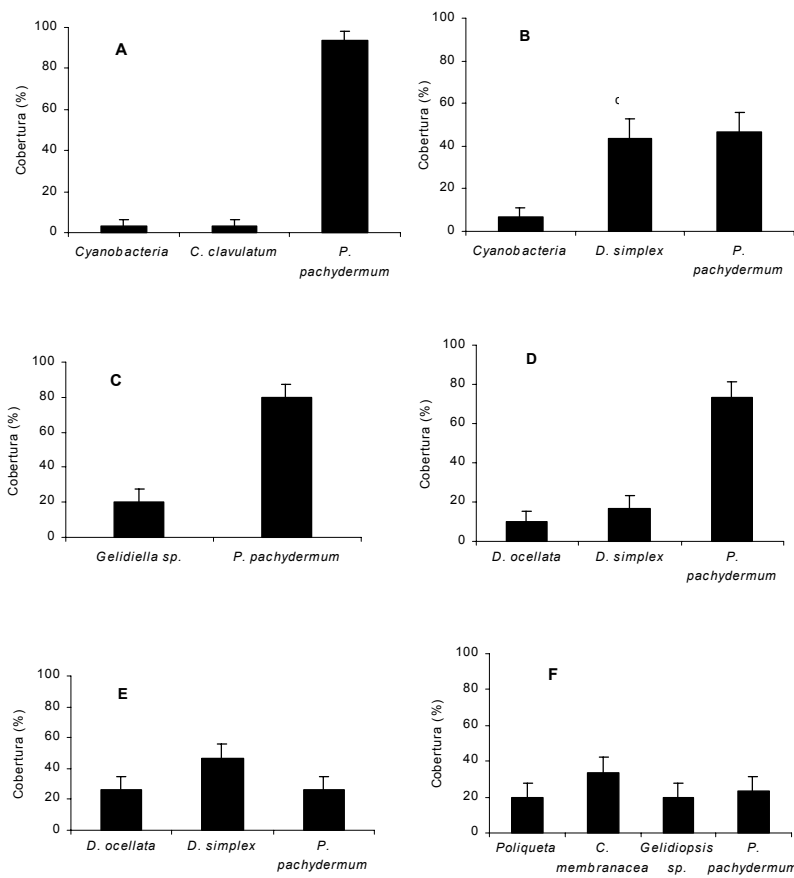 A
Cobertura (%)
100
80
60
40
20
0
Cyanobacteria C. clavulatum P.
pachydermum
B
Cobertura (%)
100
80
60
40
20
0
c
Cyanobacteria D. simplex P.
pachydermum
C
Cobertura (%)
100
80
60
40
20
0
Gelidiella sp. P. pachydermum
D
Cobertura (%)
100
80
60
40
20
0
D. ocellata D. simplex P.
pachydermum
E
Cobertura (%)
100
80
60
40
20
0
D. ocellata D. simplex P.
pachydermum
F
Cobertura (%)
100
80
60
40
20
0
Poliqueta C. Gelidiopsis P.
membranacea sp. pachydermum